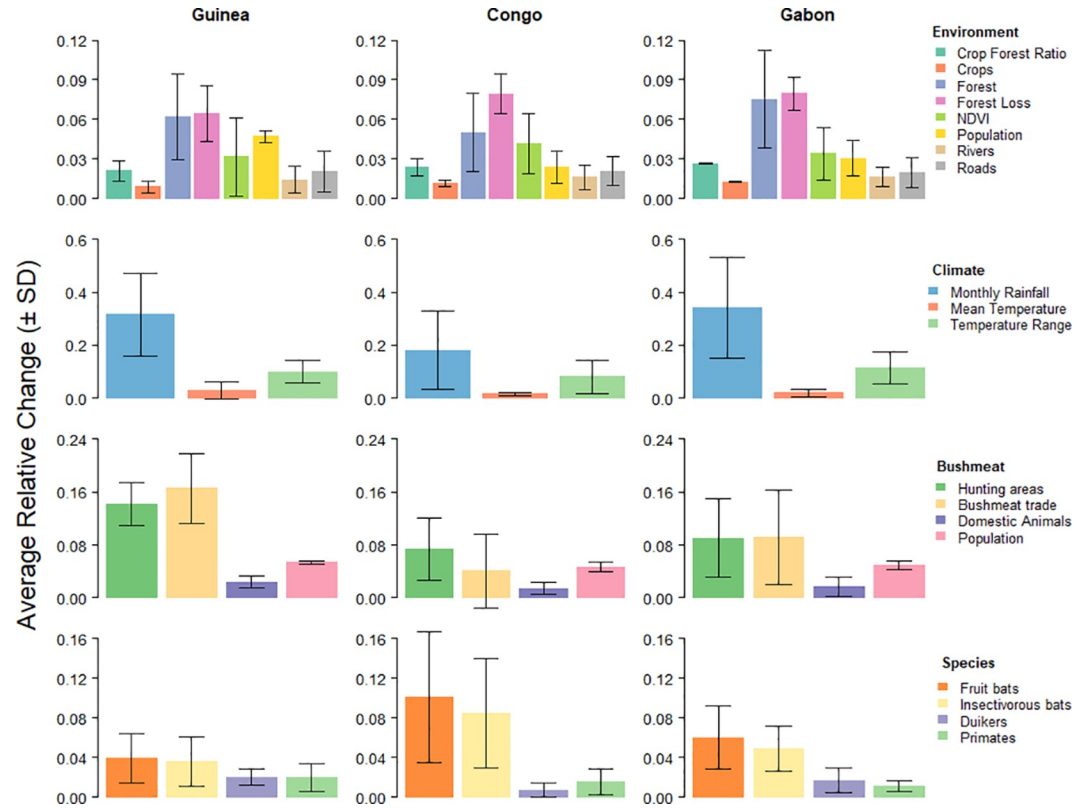 Guinea
Congo
Gabon
Average Relative Change (± SD)
0.12
0.09
0.06
0.03
0.00
0.12
0.09
0.06
0.03
0.00
0.12
0.09
0.06
0.03
0.00
Environment
Crop Forest Ratio
Crops
Forest
Forest Loss
NDVI
Population
Rivers
Roads
0.6
0.4
0.2
0.0
0.6
0.4
0.2
0.0
0.6
0.4
0.2
0.0
Climate
Monthly Rainfall
Mean Temperature
Temperature Range
0.24
0.16
0.08
0.00
0.24
0.16
0.08
0.00
0.24
0.16
0.08
0.00
Bushmeat
Hunting areas
Bushmeat trade
Domestic Animals
Population
0.16
0.12
0.08
0.04
0.00
0.16
0.12
0.08
0.04
0.00
0.16
0.12
0.08
0.04
0.00
Species
Fruit bats
Insectivorous bats
Duikers
Primates